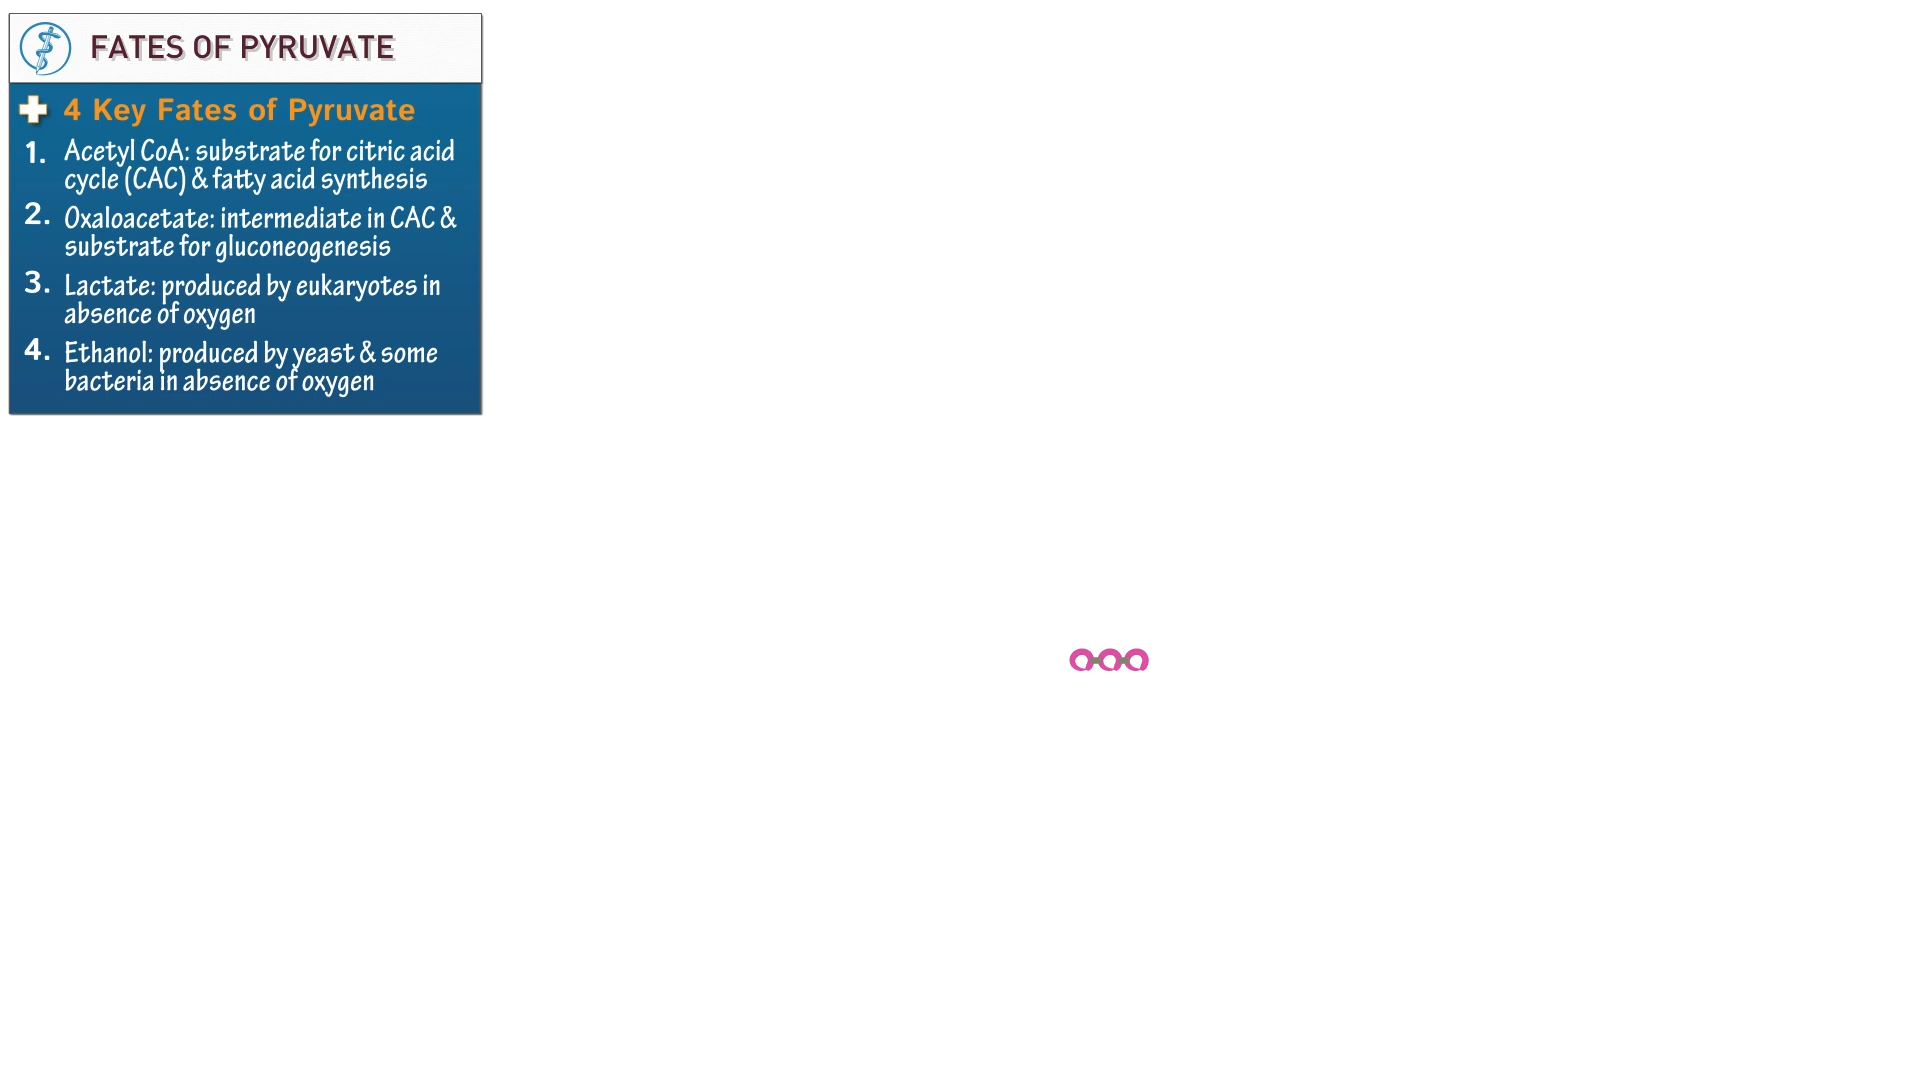 FATES OF PYRUVATE
4 Key Fates of Pyruvate
1. Acetyl CoA: substrate for citric acid
cycle (CAC) & fatty acid synthesis
2. Oxaloacetate: intermediate in CAC &
substrate for gluconeogenesis
3. Lactate: produced by eukaryotes in
absence of oxygen
4. Ethanol: produced by yeast & some
bacteria in absence of oxygen